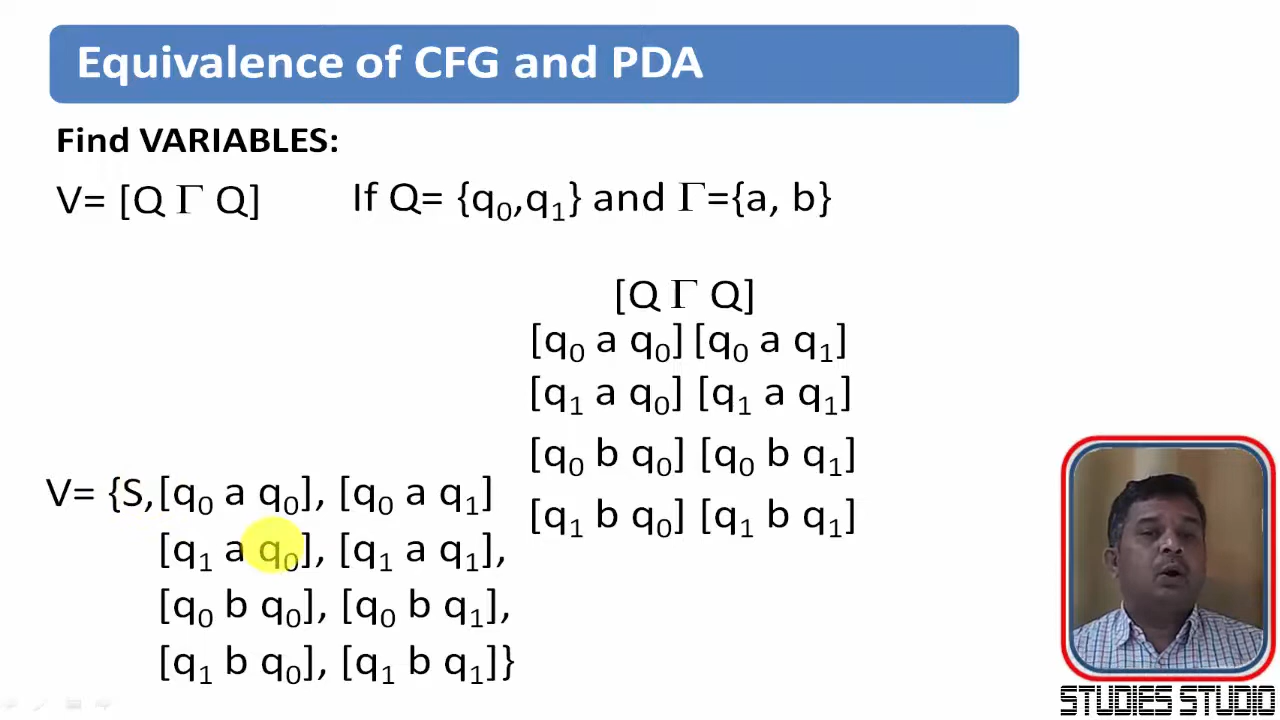 Equivalence of CFG and PDA
Find VARIABLES:
V= [Q Γ Q] If Q= {q₀,q₁} and Γ={a, b}
[Q Γ Q]
[q₀ a q₀] [q₀ a q₁]
[q₁ a q₀] [q₁ a q₁]
[q₀ b q₀] [q₀ b q₁]
[q₁ b q₀] [q₁ b q₁]
V= {S,[q₀ a q₀], [q₀ a q₁]
[q₁ a q₀], [q₁ a q₁],
[q₀ b q₀], [q₀ b q₁],
[q₁ b q₀], [q₁ b q₁]}
STUDIES STUDIO